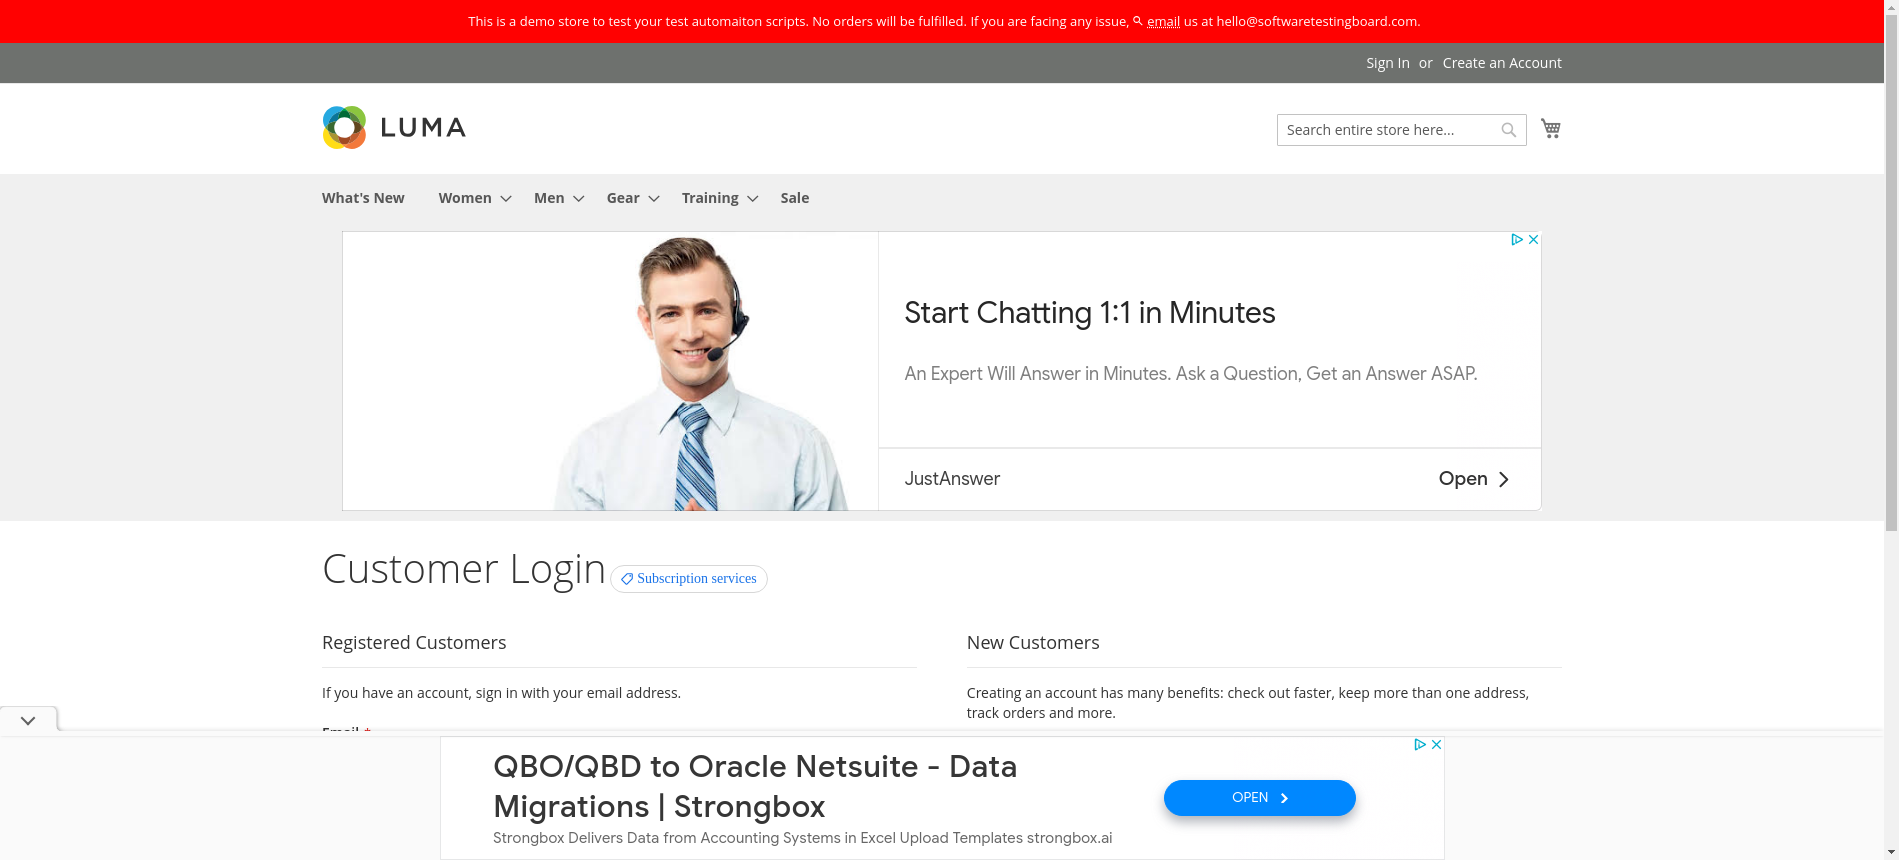 This is a demo store to test your test automaiton scripts. No orders will be fulfilled. If you are facing any issue, email us at hello@softwaretestingboard.com.
Sign In or Create an Account
LUMA
Search entire store here...
What's New Women Men Gear Training Sale
Start Chatting 1:1 in Minutes
An Expert Will Answer in Minutes. Ask a Question, Get an Answer ASAP.
JustAnswer Open
Customer Login Subscription services
Registered Customers
If you have an account, sign in with your email address.
Email *
New Customers
Creating an account has many benefits: check out faster, keep more than one address,
track orders and more.
QBO/QBD to Oracle Netsuite - Data
Migrations | Strongbox
Strongbox Delivers Data from Accounting Systems in Excel Upload Templates strongbox.ai
OPEN